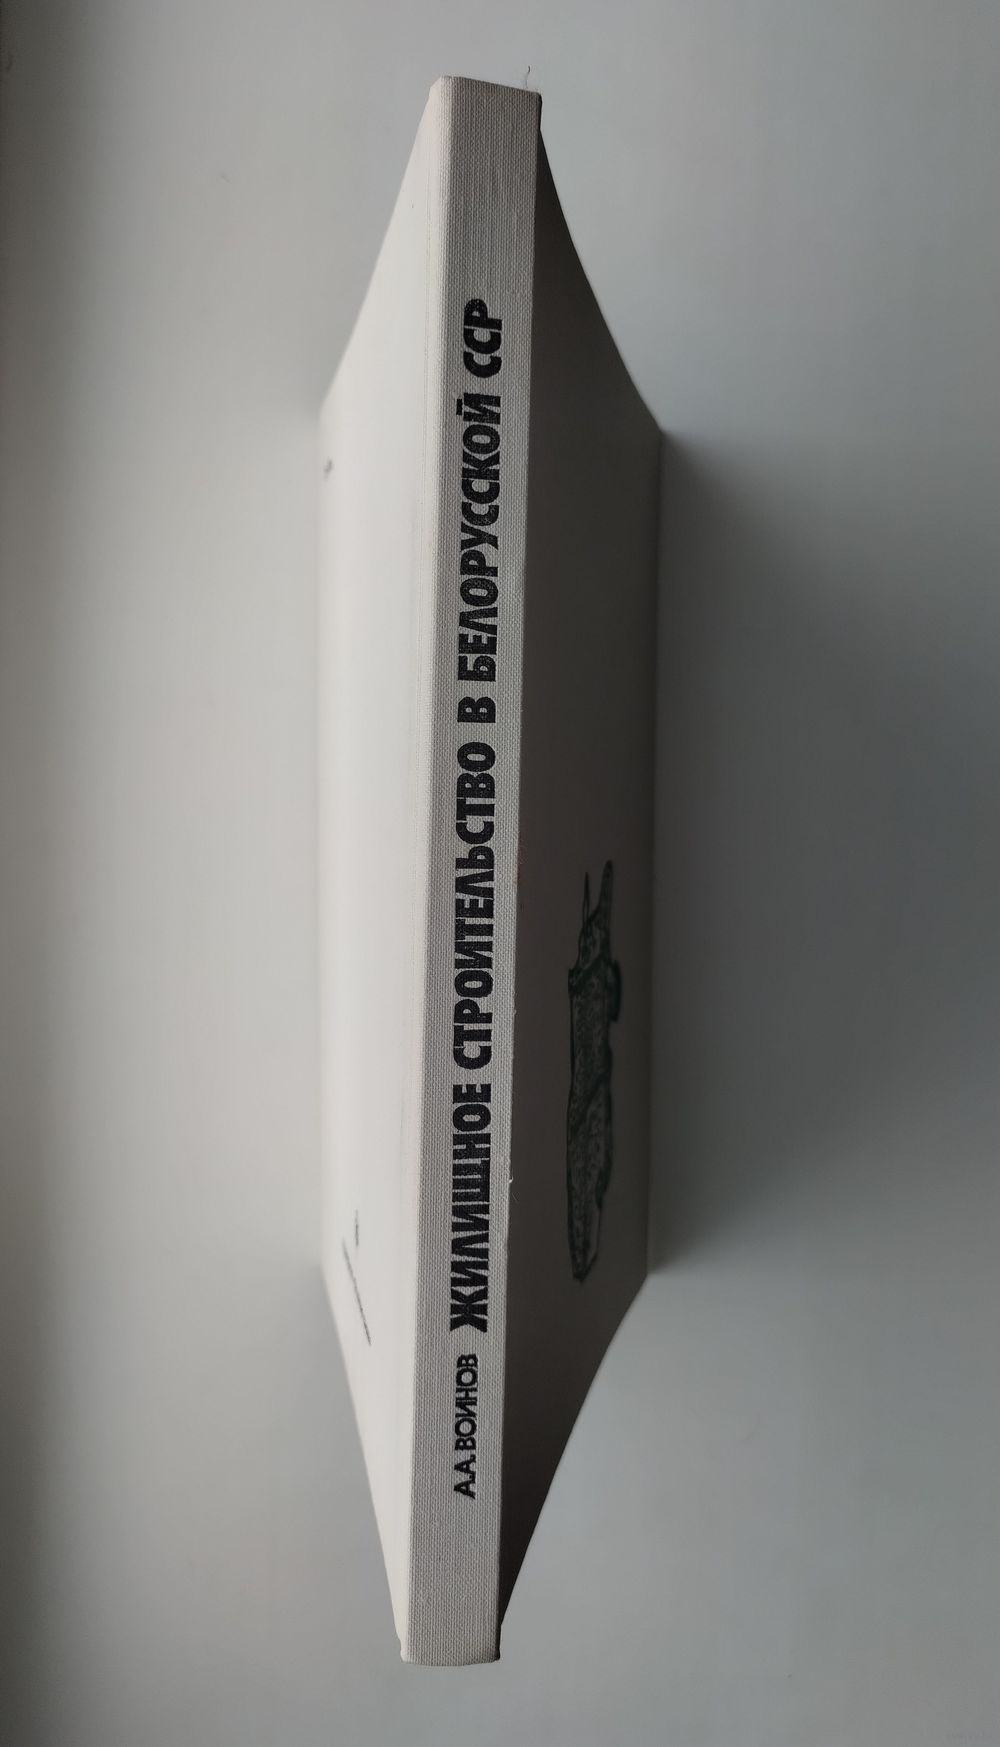 А.А.ВОИНОВ ЖИЛИЩНОЕ СТРОИТЕЛЬСТВО В БЕЛОРУССКОЙ ССР